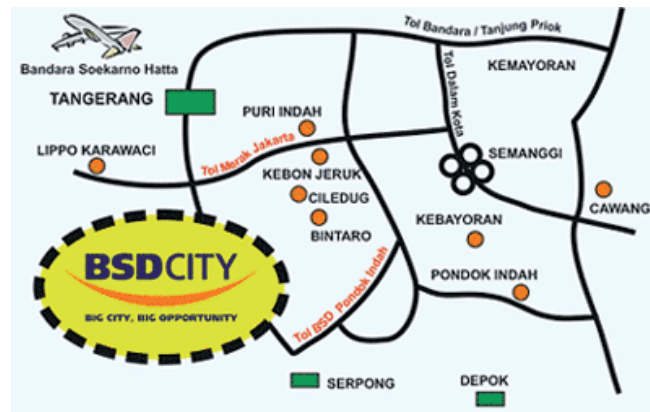 Tol Bandara / Tanjung Priok
Bandara Soekarno Hatta
KEMAYORAN
Tol Dalam Kota
TANGERANG
PURI INDAH
LIPPO KARAWACI
Tol Merak Jakarta
SEMANGGI
KEBON JERUK
CILEDUG
CAWANG
KEBAYORAN
BINTARO
BSDCITY
BIG CITY, BIG OPPORTUNITY
Tol BSD Pondok Indah
PONDOK INDAH
SERPONG
DEPOK